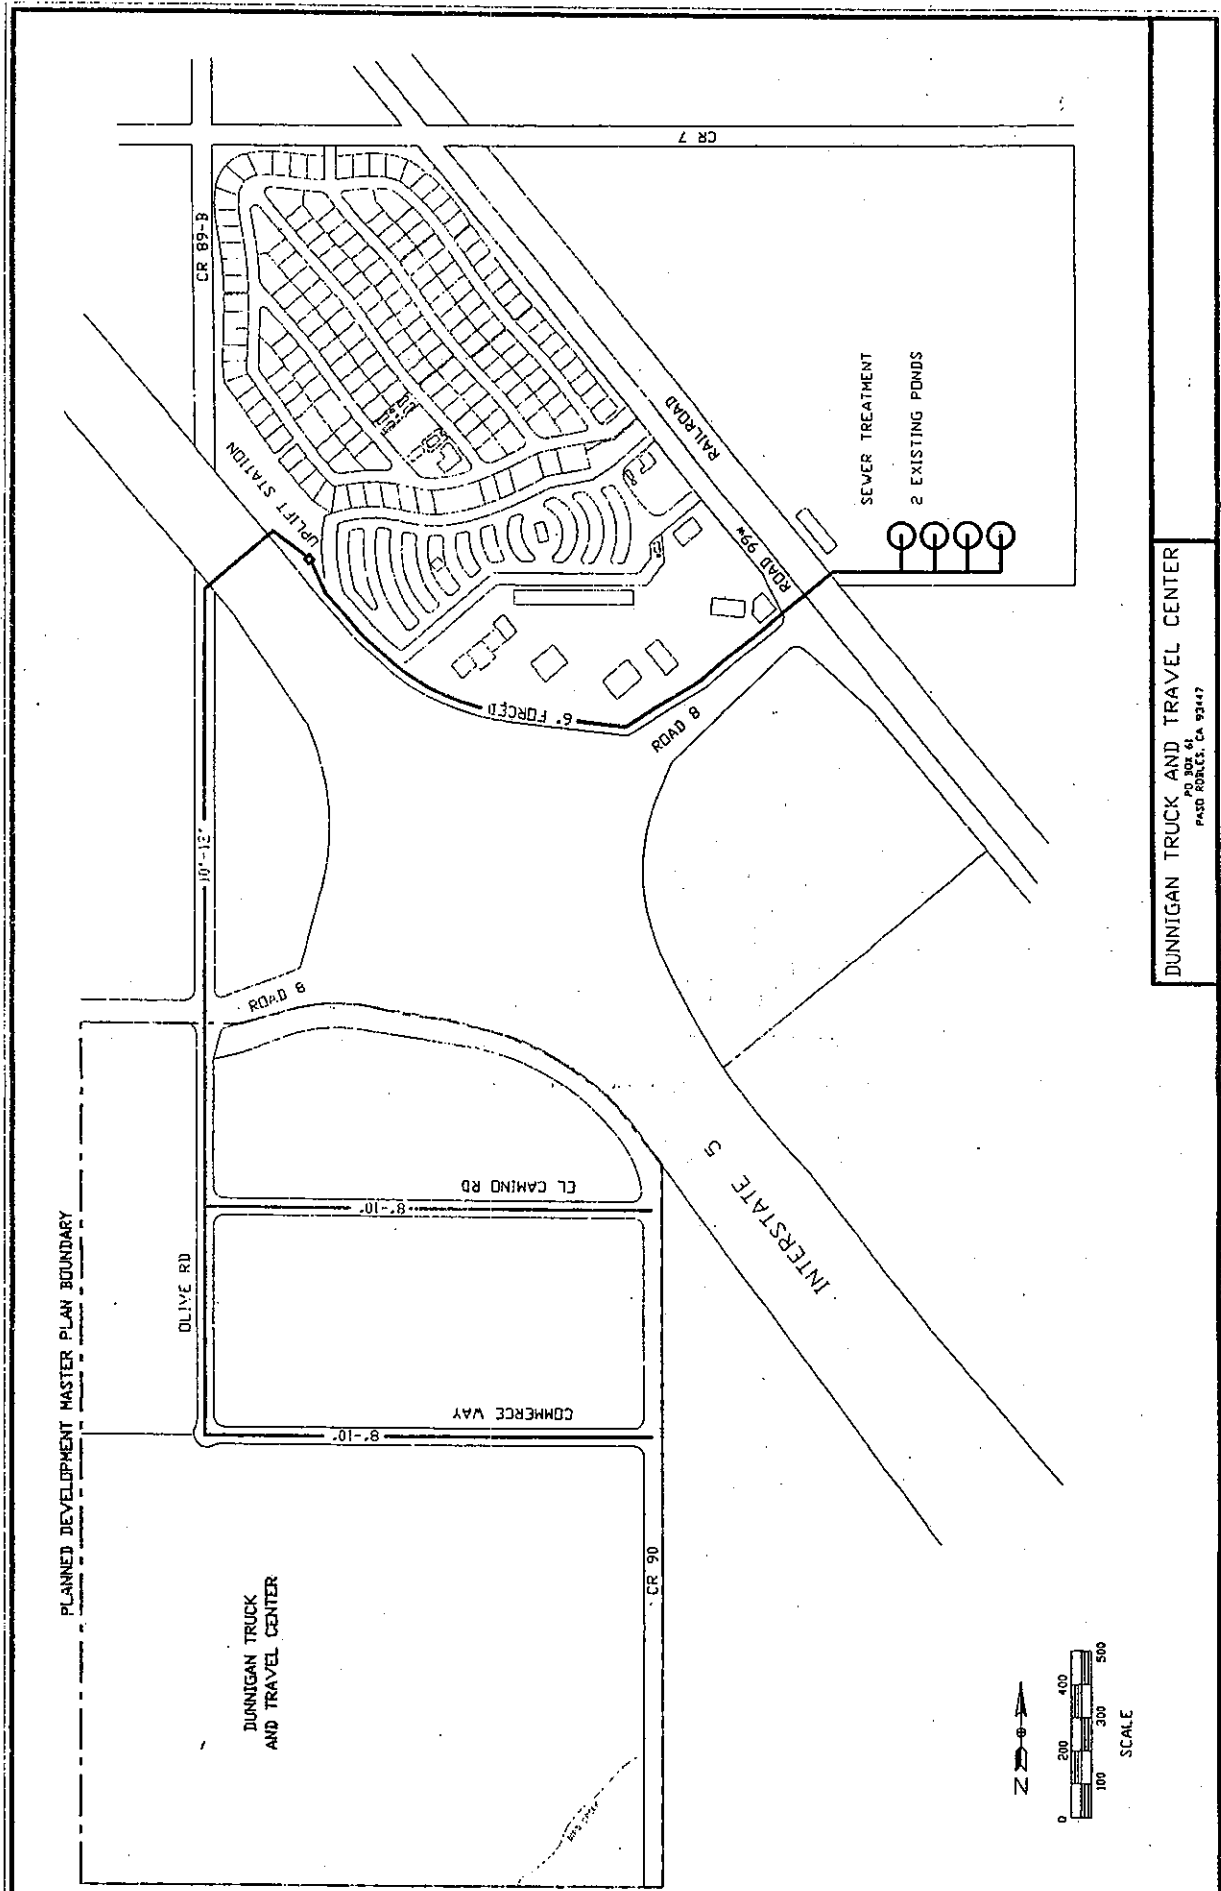 PLANNED DEVELOPMENT MASTER PLAN BOUNDARY
DUNNIGAN TRUCK
AND TRAVEL CENTER
OLIVE RD
CR 89-B
UPLIFT STATION
10"-12"
ROAD 8
8"-10"
EL CAMINO RD
8"-10"
COMMERCE WAY
CR 90
6" FORCED
ROAD 8
ROAD 99W
RAILROAD
CR 7
INTERSTATE 5
SEWER TREATMENT
2 EXISTING PONDS
N
0 200 400
100 300 500
SCALE
DUNNIGAN TRUCK AND TRAVEL CENTER
PO BOX 61
PASO ROBLES, CA 93447